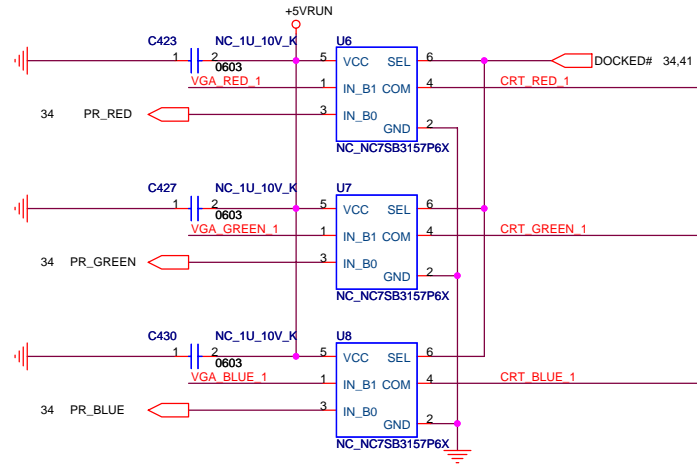 +5VRUN
C423 NC_1U_10V_K U6
1 2 5 VCC SEL 6 DOCKED# 34,41
0603
VGA_RED_1 1 IN_B1 COM 4 CRT_RED_1
34 PR_RED 3 IN_B0
GND 2
NC_NC7SB3157P6X
C427 NC_1U_10V_K U7
1 2 5 VCC SEL 6
0603
VGA_GREEN_1 1 IN_B1 COM 4 CRT_GREEN_1
34 PR_GREEN 3 IN_B0
GND 2
NC_NC7SB3157P6X
C430 NC_1U_10V_K U8
1 2 5 VCC SEL 6
0603
VGA_BLUE_1 1 IN_B1 COM 4 CRT_BLUE_1
34 PR_BLUE 3 IN_B0
GND 2
NC_NC7SB3157P6X